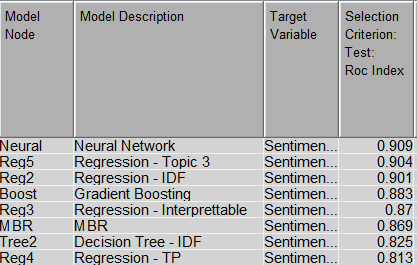 Model Node Model Description Target Variable Selection Criterion: Test: Roc Index
Neural Neural Network Sentimen... 0.909
Reg5 Regression - Topic 3 Sentimen... 0.904
Reg2 Regression - IDF Sentimen... 0.901
Boost Gradient Boosting Sentimen... 0.883
Reg3 Regression - Interprettable Sentimen... 0.87
MBR MBR Sentimen... 0.869
Tree2 Decision Tree - IDF Sentimen... 0.825
Reg4 Regression - TP Sentimen... 0.813